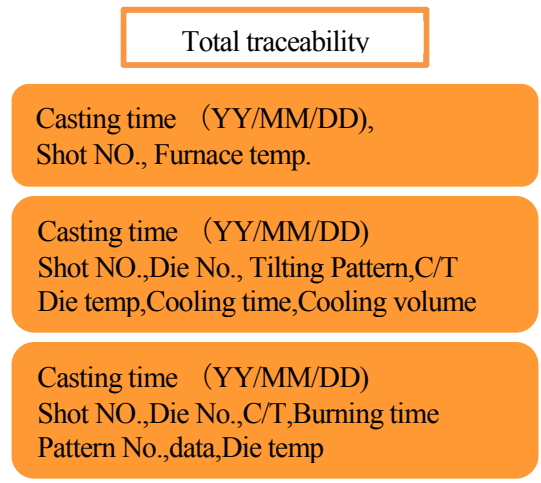 Total traceability
Casting time （YY/MM/DD),
Shot NO., Furnace temp.
Casting time （YY/MM/DD)
Shot NO.,Die No., Tilting Pattern,C/T
Die temp,Cooling time,Cooling volume
Casting time （YY/MM/DD)
Shot NO.,Die No.,C/T,Burning time
Pattern No.,data,Die temp